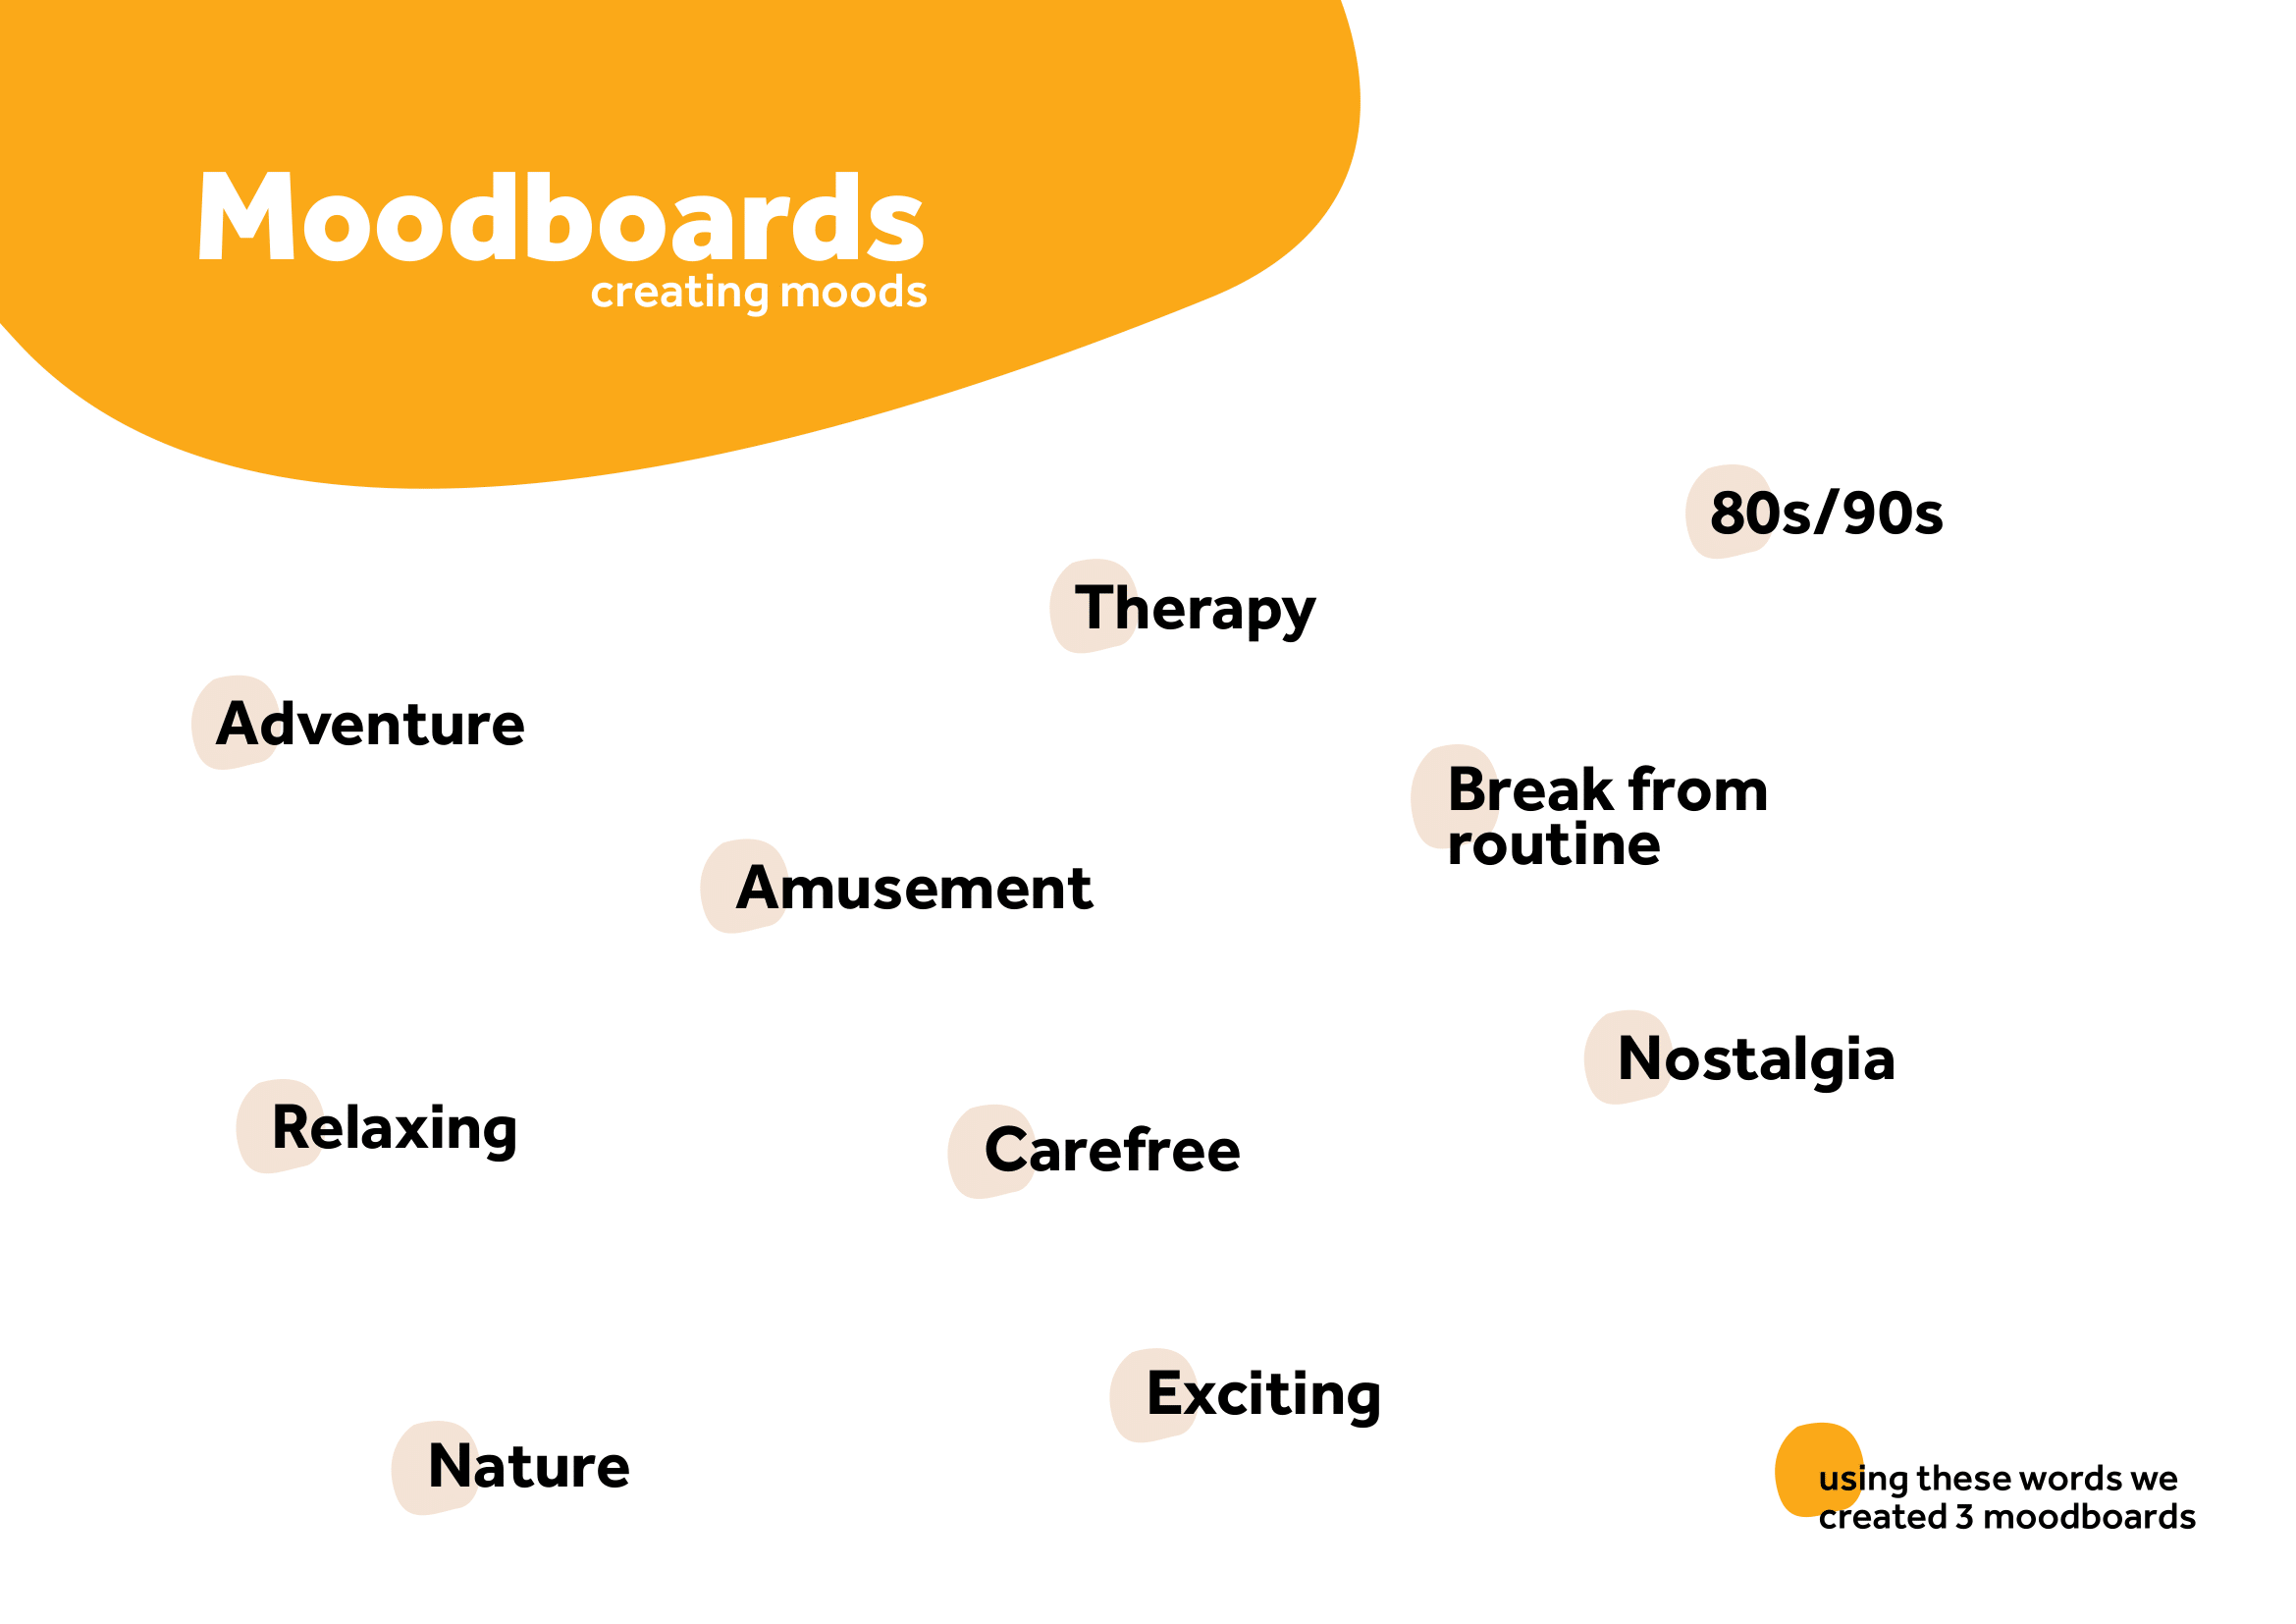 Moodboards
creating moods
80s/90s
Therapy
Adventure
Break from
routine
Amusement
Nostalgia
Relaxing
Carefree
Exciting
Nature
using these words we
created 3 moodboards